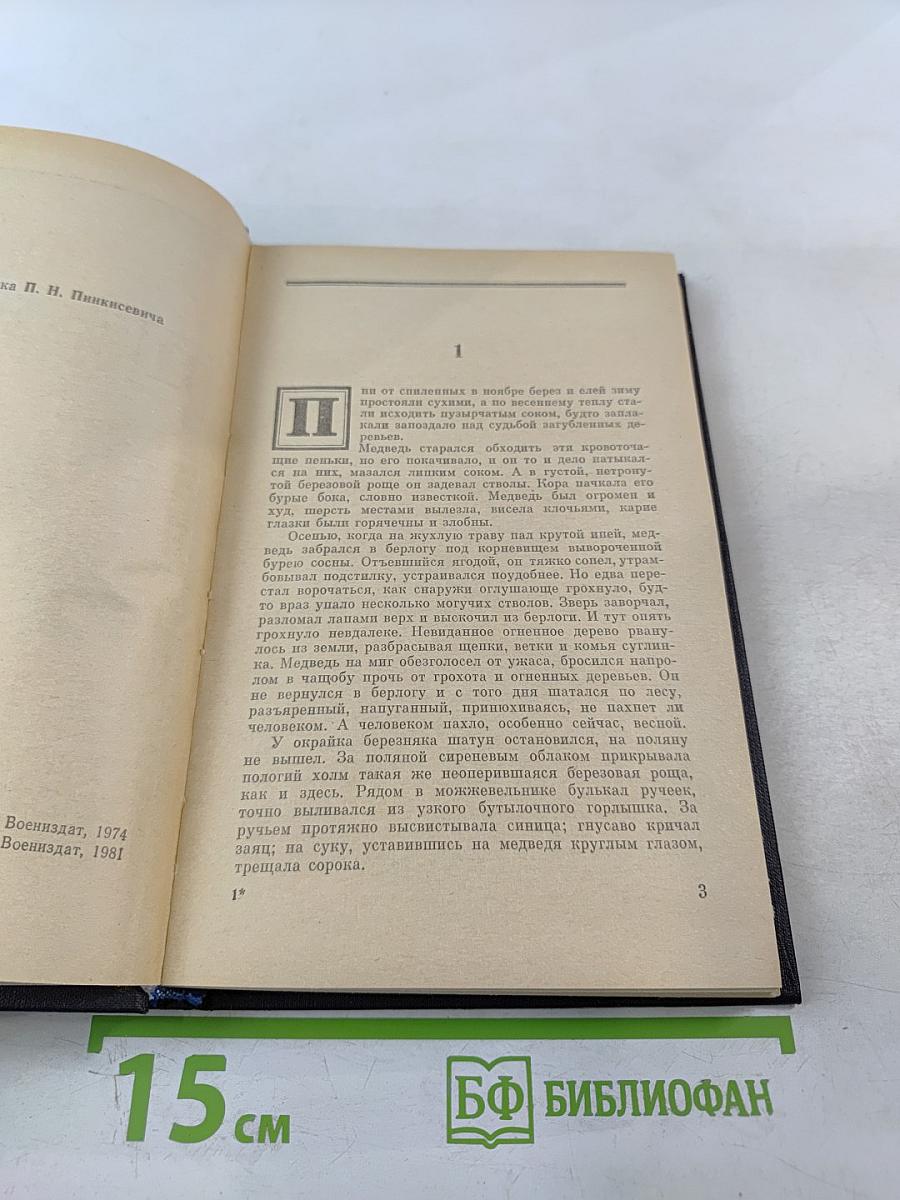 ка П. Н. Пинкисевича
Воениздат, 1974
Воениздат, 1981
1
П
ни от спиленных в ноябре берез и елей зиму
простояли сухими, а по весеннему теплу ста-
ли исходить пузырчатым соком, будто запла-
кали запоздало над судьбой загубленных де-
ревьев.
Медведь старался обходить эти кровоточа-
щие пеньки, но его покачивало, и он то и дело натыкал-
ся на них, мазался липким соком. А в густой, нетрону-
той березовой роще он задевал стволы. Кора пачкала его
бурые бока, словно известкой. Медведь был огромен и
худ, шерсть местами вылезла, висела клочьями, карие
глазки были горячечны и злобны.
Осенью, когда на жухлую траву пал крутой иней, мед-
ведь забрался в берлогу под корневищем вывороченной
бурею сосны. Отъевшийся ягодой, он тяжко сопел, утрам-
бовывал подстилку, устраивался поудобнее. Но едва пере-
стал ворочаться, как снаружи оглушающе грохнуло, буд-
то враз упало несколько могучих стволов. Зверь заворчал,
разломал лапами верх и выскочил из берлоги. И тут опять
грохнуло невдалеке. Невиданное огненное дерево рвану-
лось из земли, разбрасывая щепки, ветки и комья суглин-
ка. Медведь на миг обезголосел от ужаса, бросился напро-
лом в чащобу прочь от грохота и огненных деревьев. Он
не вернулся в берлогу и с того дня шатался по лесу,
разъяренный, напуганный, принюхиваясь, не пахнет ли
человеком. А человеком пахло, особенно сейчас, весной.
У окрайка березняка шатун остановился, на поляну
не вышел. За поляной сиреневым облаком прикрывала
пологий холм такая же неоперившаяся березовая роща,
как и здесь. Рядом в можжевельнике булькал ручеек,
точно выливался из узкого бутылочного горлышка. За
ручьем протяжно высвистывала синица; гнусаво кричал
заяц; на суку, уставившись на медведя круглым глазом,
трещала сорока.
1*
3
15 см
БФ БИБЛИОФАН